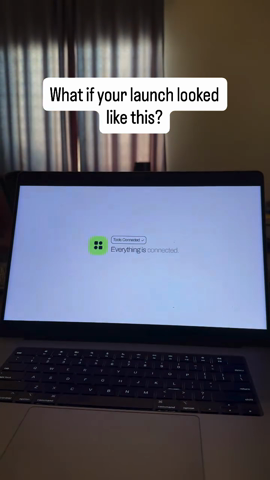 What if your launch looked
like this?
Tools Connected ✓
Everything is connected.